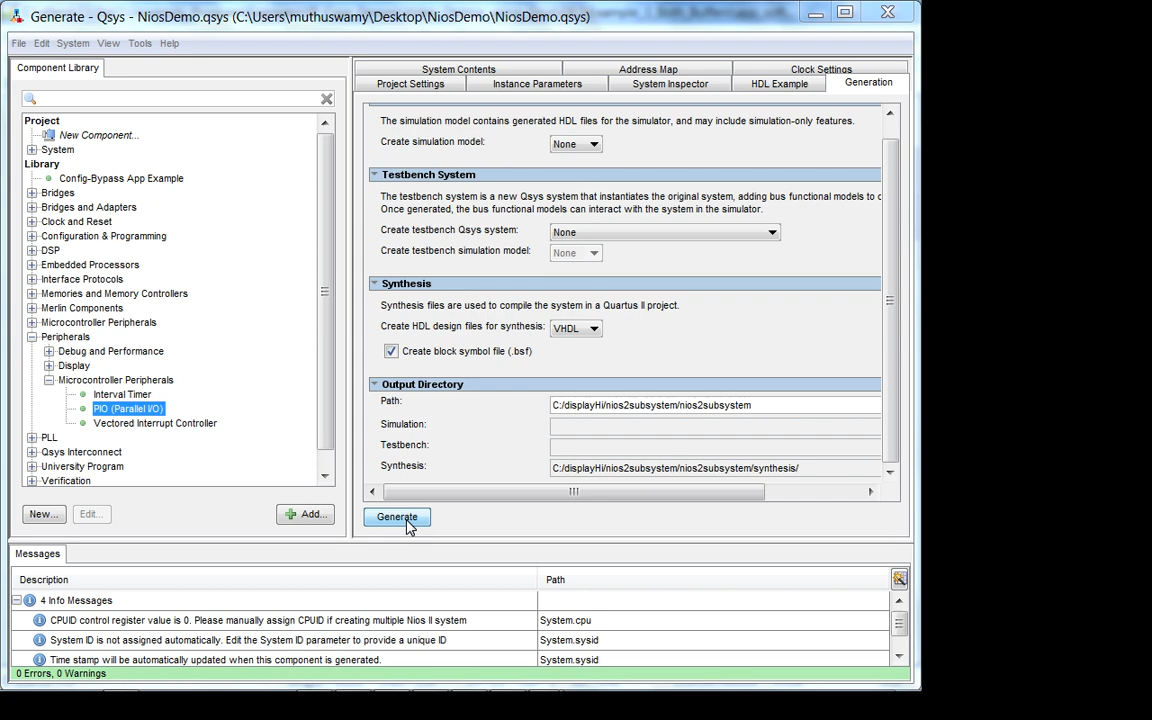 Generate - Qsys - NiosDemo.qsys (C:\Users\muthuswamy\Desktop\NiosDemo\NiosDemo.qsys)
File Edit System View Tools Help
Component Library
Project
New Component...
System
Library
Config-Bypass App Example
Bridges
Bridges and Adapters
Clock and Reset
Configuration & Programming
DSP
Embedded Processors
Interface Protocols
Memories and Memory Controllers
Merlin Components
Microcontroller Peripherals
Peripherals
Debug and Performance
Display
Microcontroller Peripherals
Interval Timer
PIO (Parallel I/O)
Vectored Interrupt Controller
PLL
Qsys Interconnect
University Program
Verification
New... Edit... Add...
System Contents Address Map Clock Settings
Project Settings Instance Parameters System Inspector HDL Example Generation
The simulation model contains generated HDL files for the simulator, and may include simulation-only features.
Create simulation model: None
Testbench System
The testbench system is a new Qsys system that instantiates the original system, adding bus functional models to
Once generated, the bus functional models can interact with the system in the simulator.
Create testbench Qsys system: None
Create testbench simulation model: None
Synthesis
Synthesis files are used to compile the system in a Quartus II project.
Create HDL design files for synthesis: VHDL
Create block symbol file (.bsf)
Output Directory
Path: C:/displayHi/nios2subsystem/nios2subsystem
Simulation:
Testbench:
Synthesis: C:/displayHi/nios2subsystem/nios2subsystem/synthesis/
Generate
Messages
Description Path
4 Info Messages
CPUID control register value is 0. Please manually assign CPUID if creating multiple Nios II system System.cpu
System ID is not assigned automatically. Edit the System ID parameter to provide a unique ID System.sysid
Time stamp will be automatically updated when this component is generated. System.sysid
0 Errors, 0 Warnings